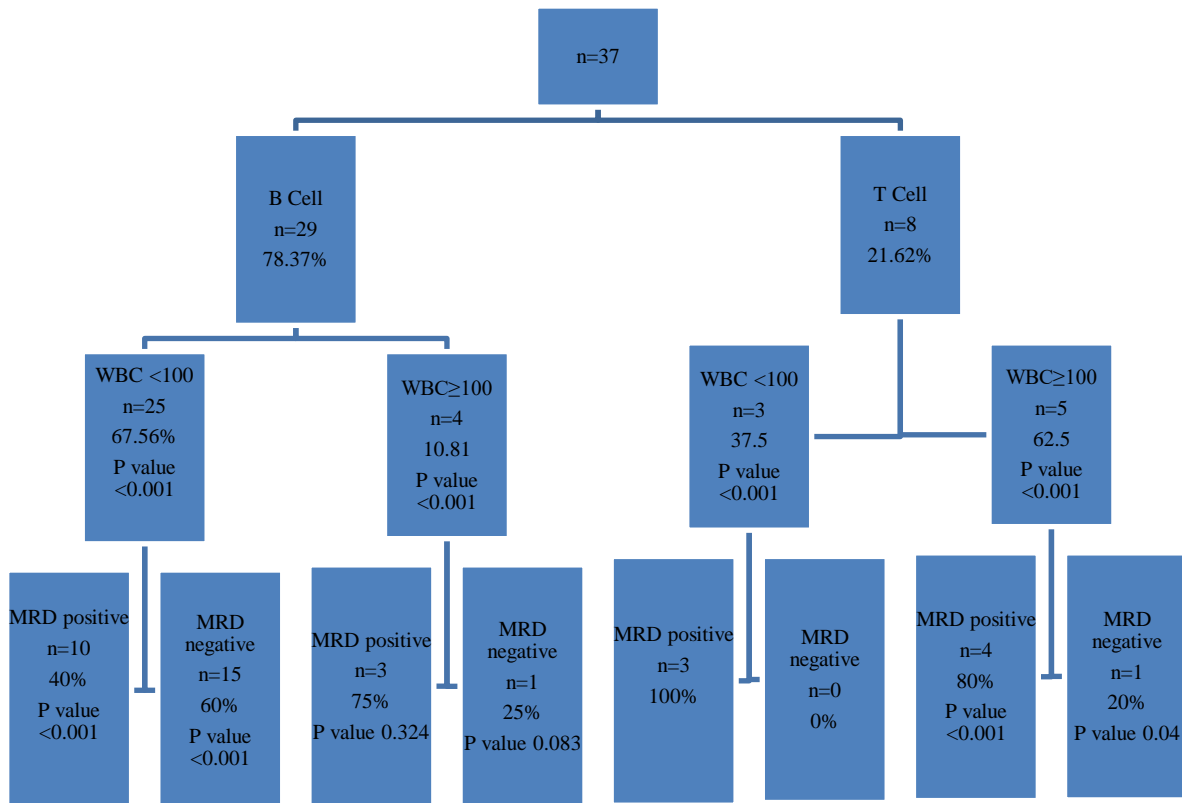 n=37
B Cell
n=29
78.37%
T Cell
n=8
21.62%
WBC <100
n=25
67.56%
P value
<0.001
WBC≥100
n=4
10.81
P value
<0.001
WBC <100
n=3
37.5
P value
<0.001
WBC≥100
n=5
62.5
P value
<0.001
MRD positive
n=10
40%
P value
<0.001
MRD
negative
n=15
60%
P value
<0.001
MRD positive
n=3
75%
P value 0.324
MRD
negative
n=1
25%
P value 0.083
MRD positive
n=3
100%
MRD
negative
n=0
0%
MRD positive
n=4
80%
P value
<0.001
MRD
negative
n=1
20%
P value 0.04